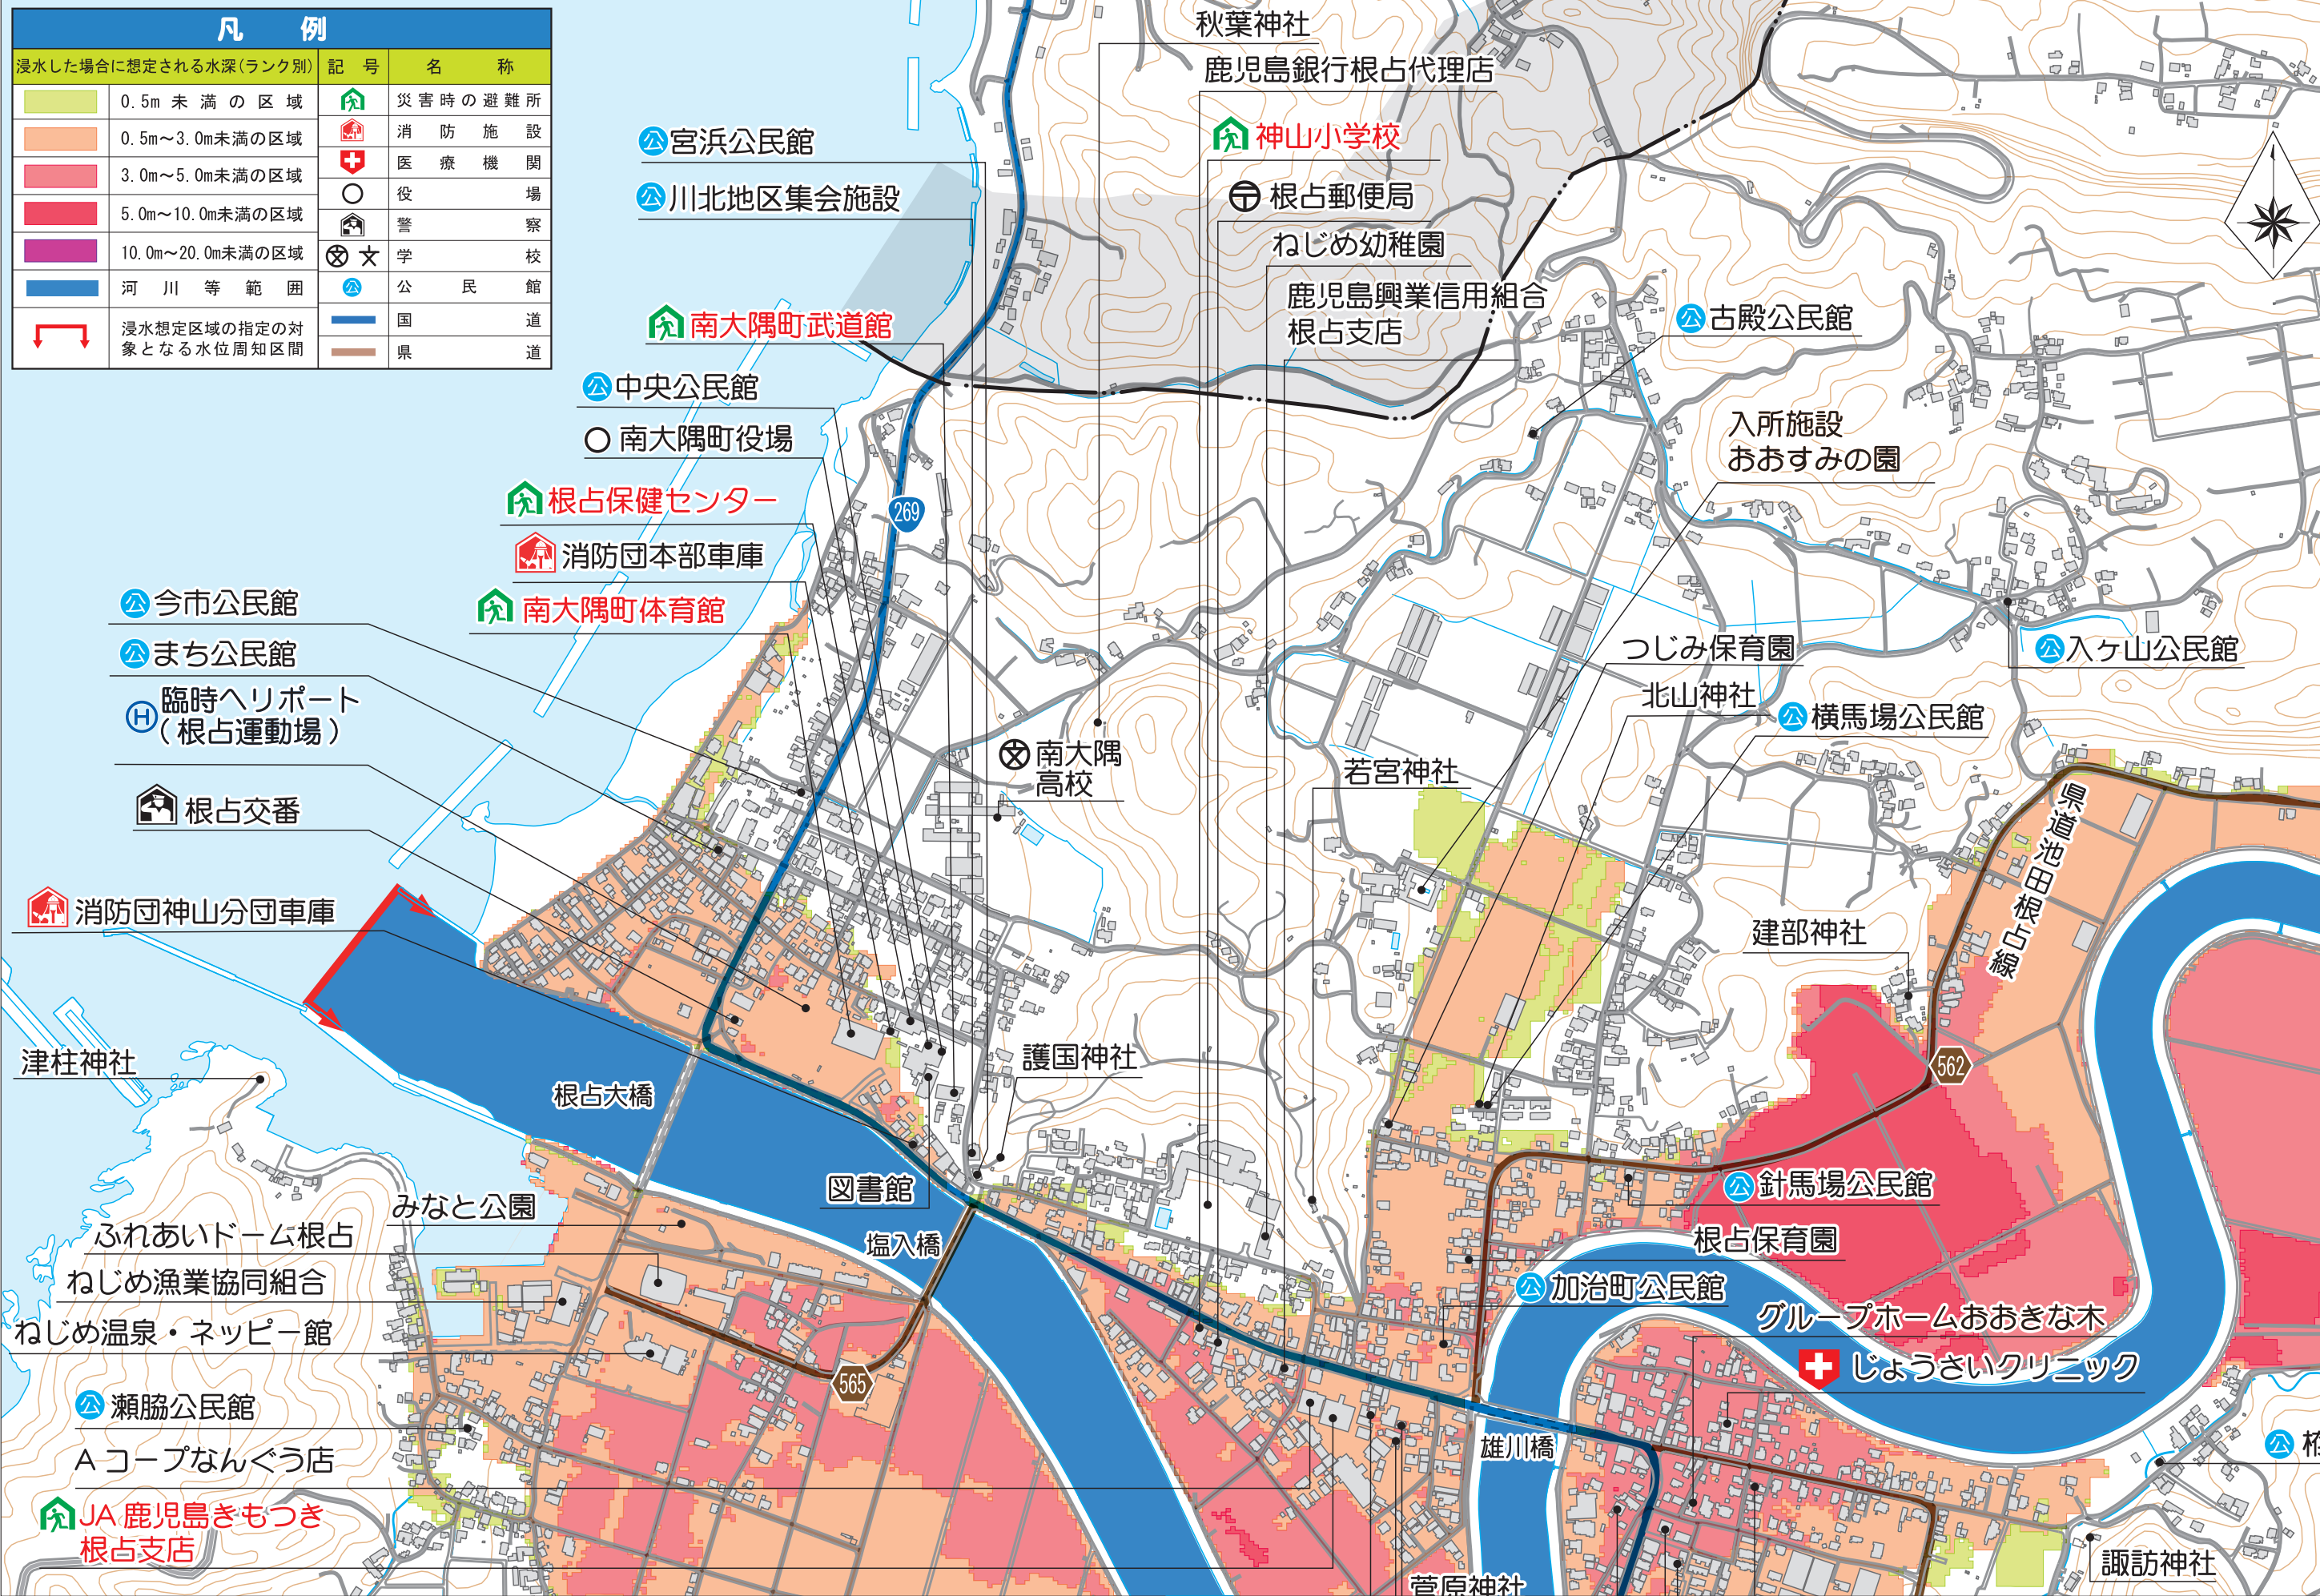 凡 例
浸水した場合に想定される水深(ランク別)
記 号
名 称
0.5m 未 満 の 区 域
0.5m～3.0m未満の区域
3.0m～5.0m未満の区域
5.0m～10.0m未満の区域
10.0m～20.0m未満の区域
河 川 等 範 囲
浸水想定区域の指定の対
象となる水位周知区間
災害時の避難所
消 防 施 設
医 療 機 関
役 場
警 察
文 学 校
公 公 民 館
国 道
県 道
秋葉神社
鹿児島銀行根占代理店
神山小学校
根占郵便局
ねじめ幼稚園
鹿児島興業信用組合
根占支店
公 宮浜公民館
公 川北地区集会施設
南大隅町武道館
公 中央公民館
南大隅町役場
根占保健センター
消防団本部車庫
南大隅町体育館
公 今市公民館
公 まち公民館
H 臨時ヘリポート
（根占運動場）
根占交番
消防団神山分団車庫
津柱神社
269
公 古殿公民館
入所施設
おおすみの園
つじみ保育園
北山神社
公 横馬場公民館
公 入ヶ山公民館
文 南大隅
高校
若宮神社
建部神社
県道池田根占線
562
護国神社
根占大橋
図書館
塩入橋
みなと公園
ふれあいドーム根占
ねじめ漁業協同組合
ねじめ温泉・ネッピー館
565
公 瀬脇公民館
Aコープなんぐう店
JA鹿児島きもつき
根占支店
公 針馬場公民館
根占保育園
公 加治町公民館
グループホームおおきな木
じょうさいクリニック
雄川橋
菅原神社
公
諏訪神社